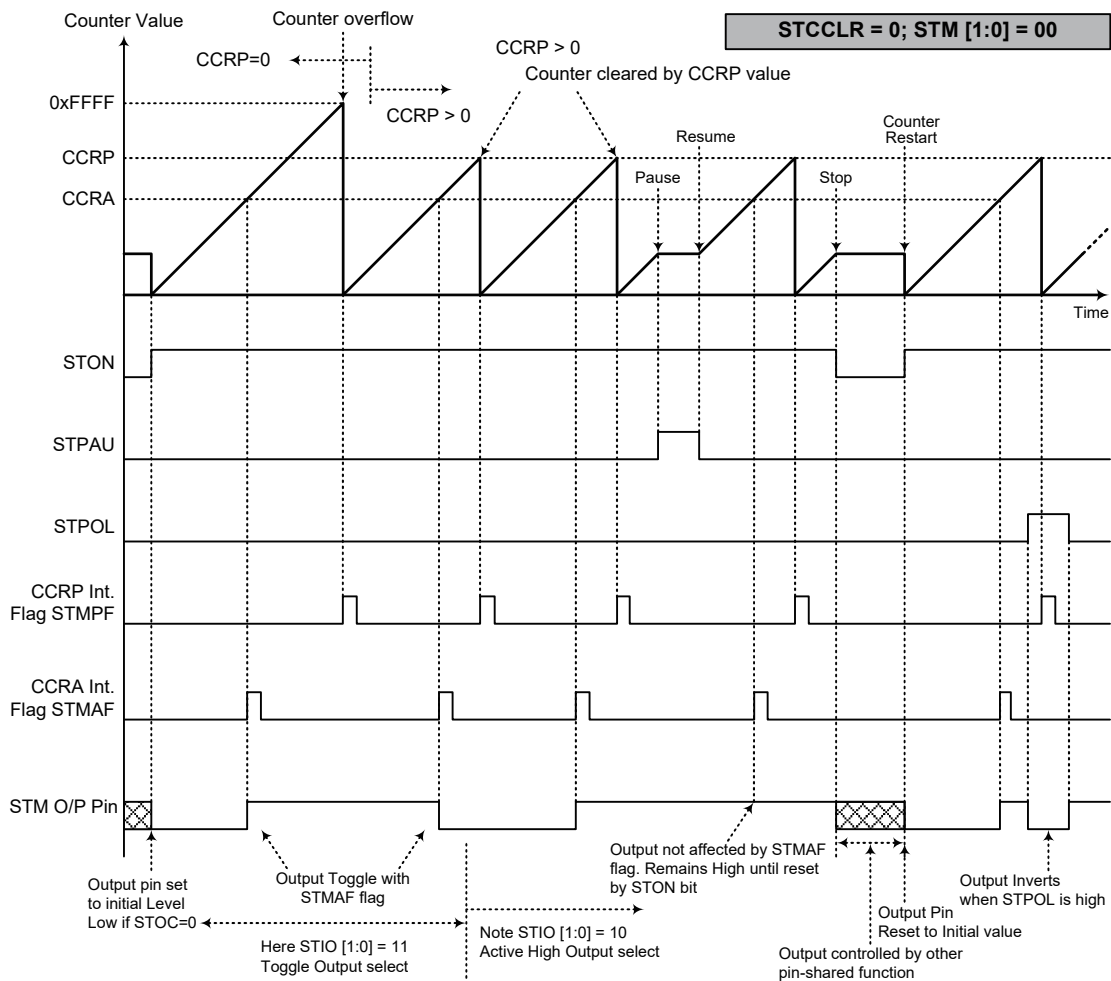 Counter Value
Counter overflow
STCCLR = 0; STM [1:0] = 00
CCRP=0
CCRP > 0
CCRP > 0
Counter cleared by CCRP value
0xFFFF
CCRP
CCRA
Pause
Resume
Stop
Counter
Restart
Time
STON
STPAU
STPOL
CCRP Int.
Flag STMPF
CCRA Int.
Flag STMAF
STM O/P Pin
Output pin set
to initial Level
Low if STOC=0
Output Toggle with
STMAF flag
Here STIO [1:0] = 11
Toggle Output select
Note STIO [1:0] = 10
Active High Output select
Output not affected by STMAF
flag. Remains High until reset
by STON bit
Output controlled by other
pin-shared function
Output Pin
Reset to Initial value
Output Inverts
when STPOL is high